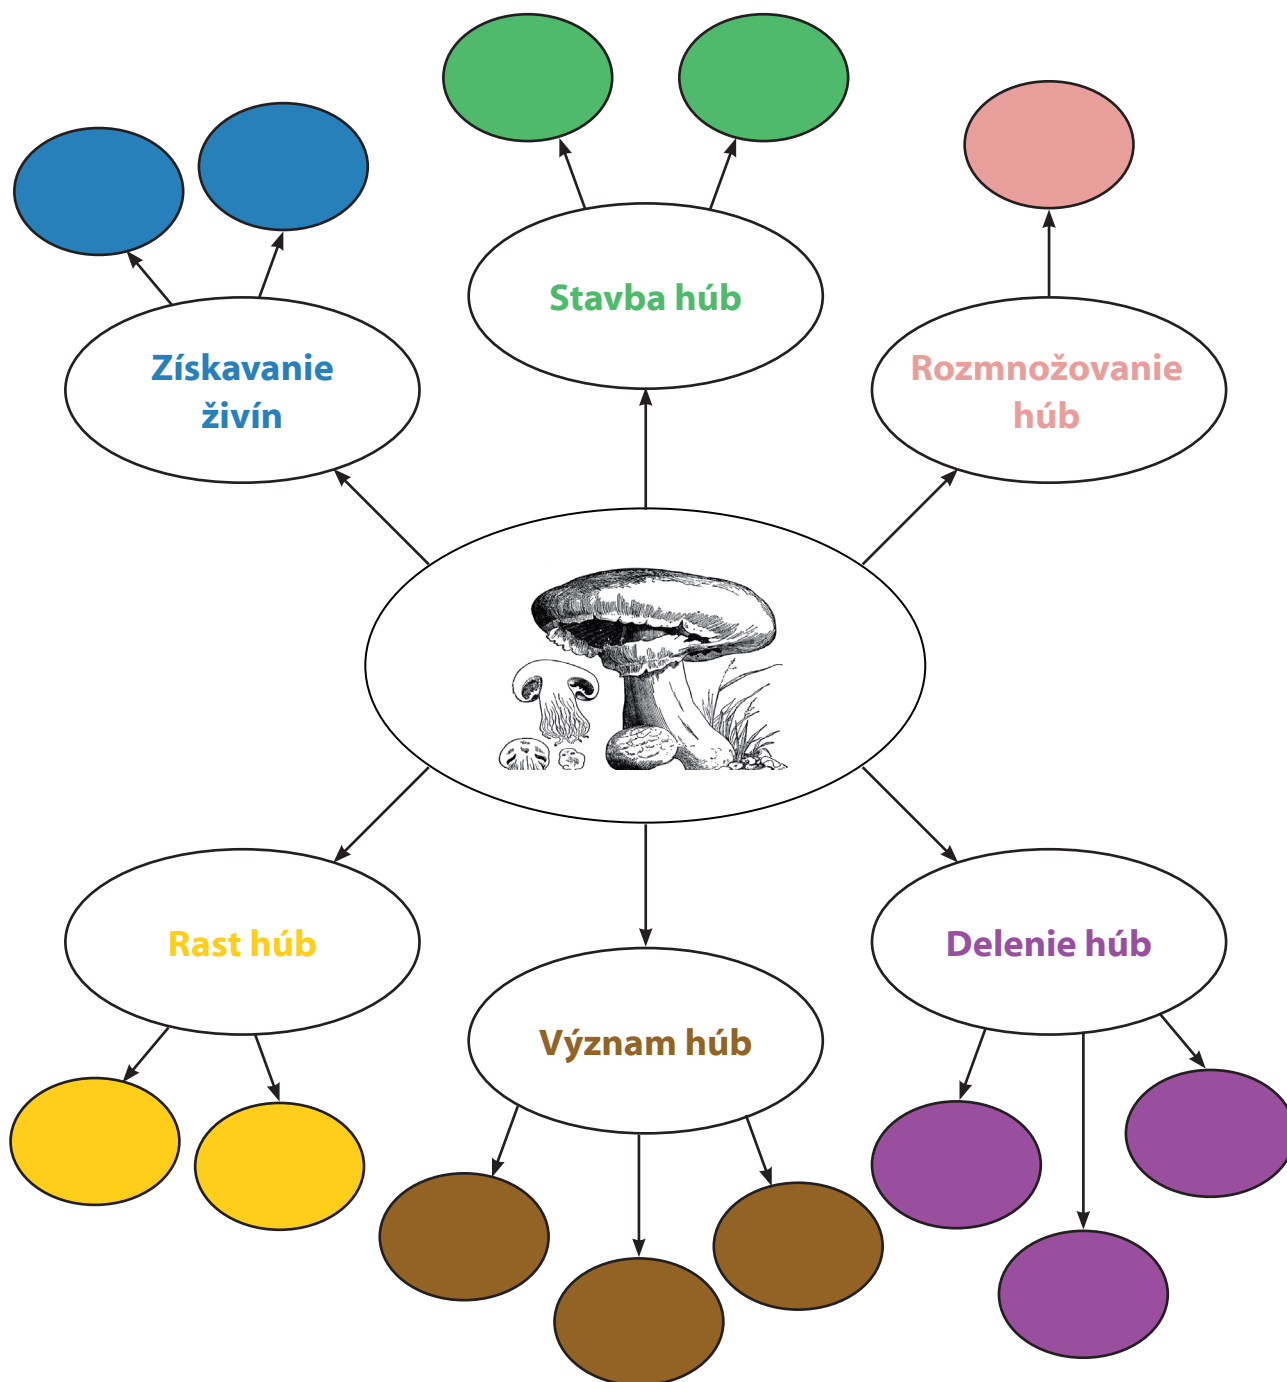 Stavba húb
Získavanie
živín
Rozmnožovanie
húb
Rast húb
Delenie húb
Význam húb